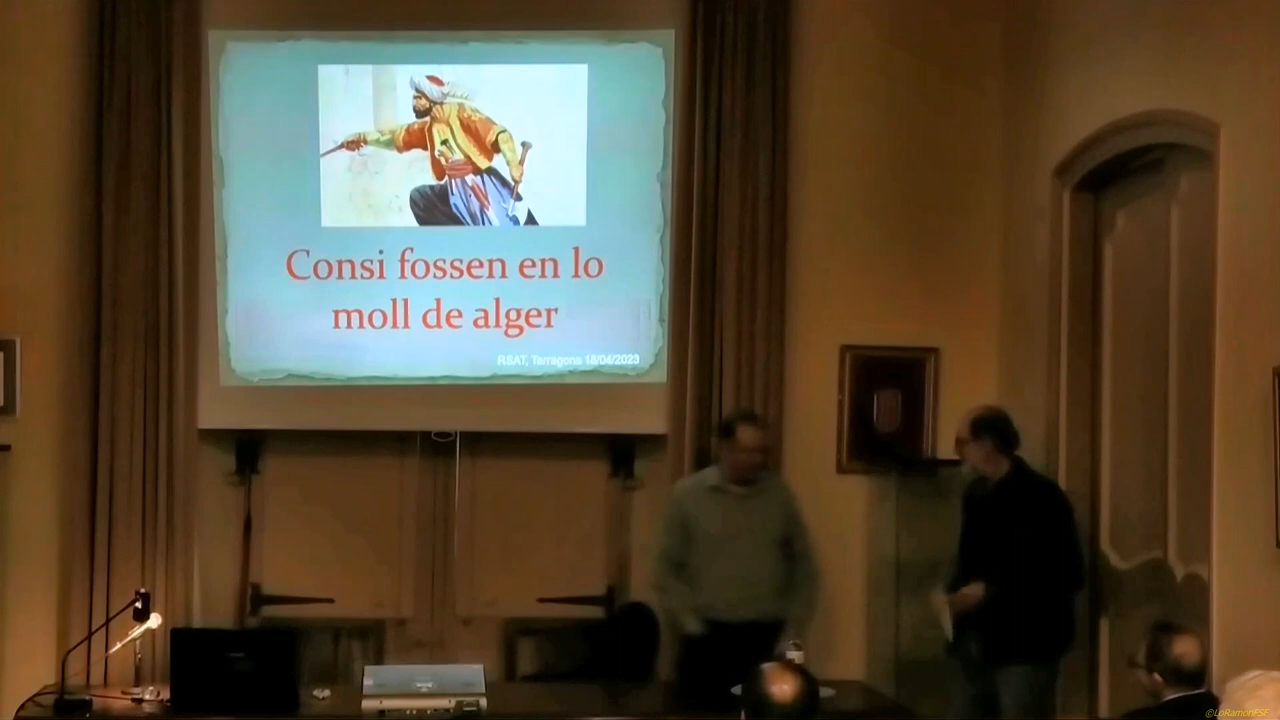 Consi fossen en lo
moll de alger
RSAT, Tarragona 18/04/2023
©LoRamonFSF